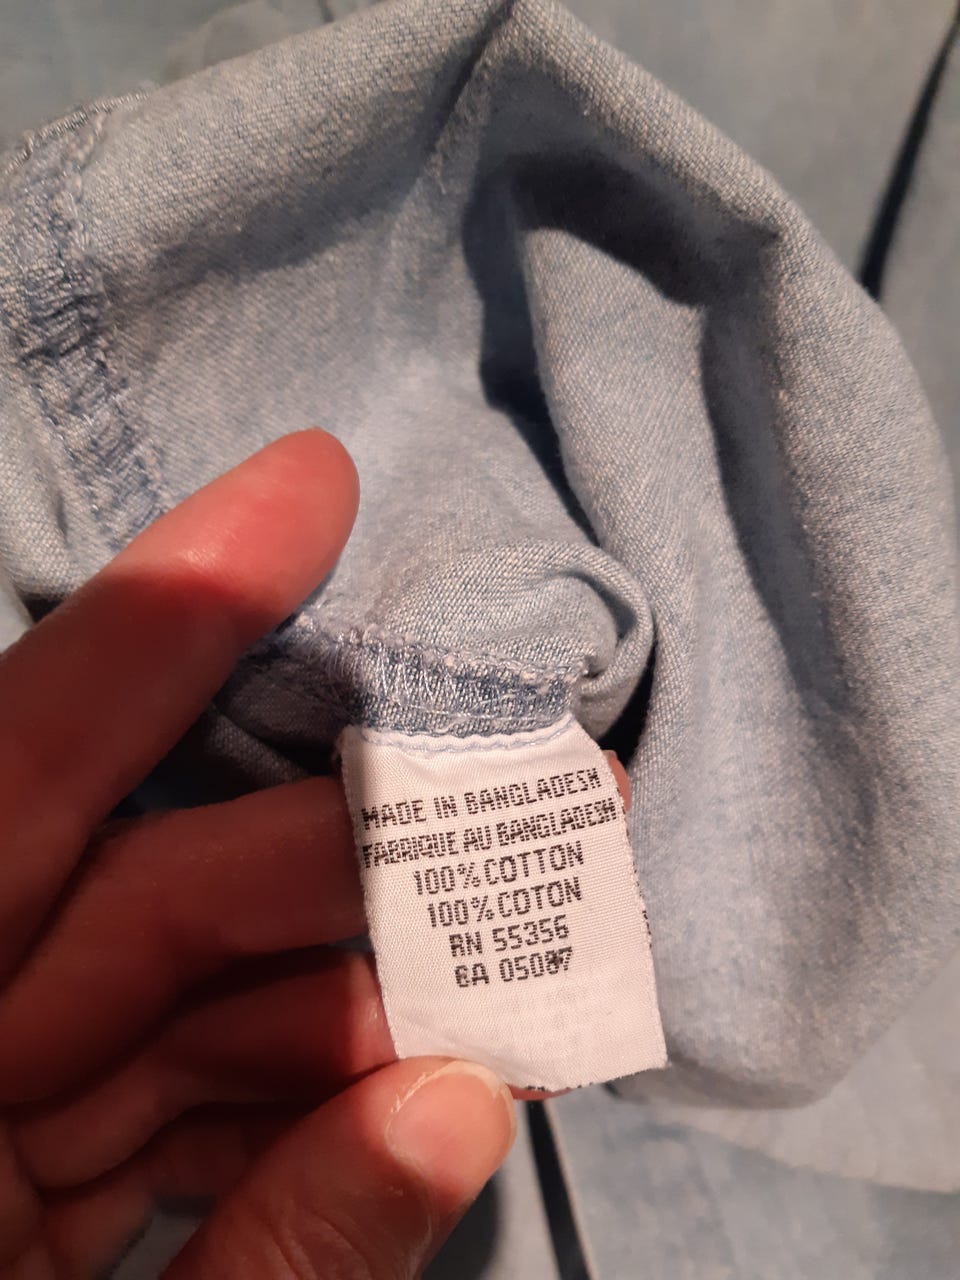 MADE IN BANGLADESH
FABRIQUE AU BANGLADESH
100% COTTON
100% COTON
RN 55356